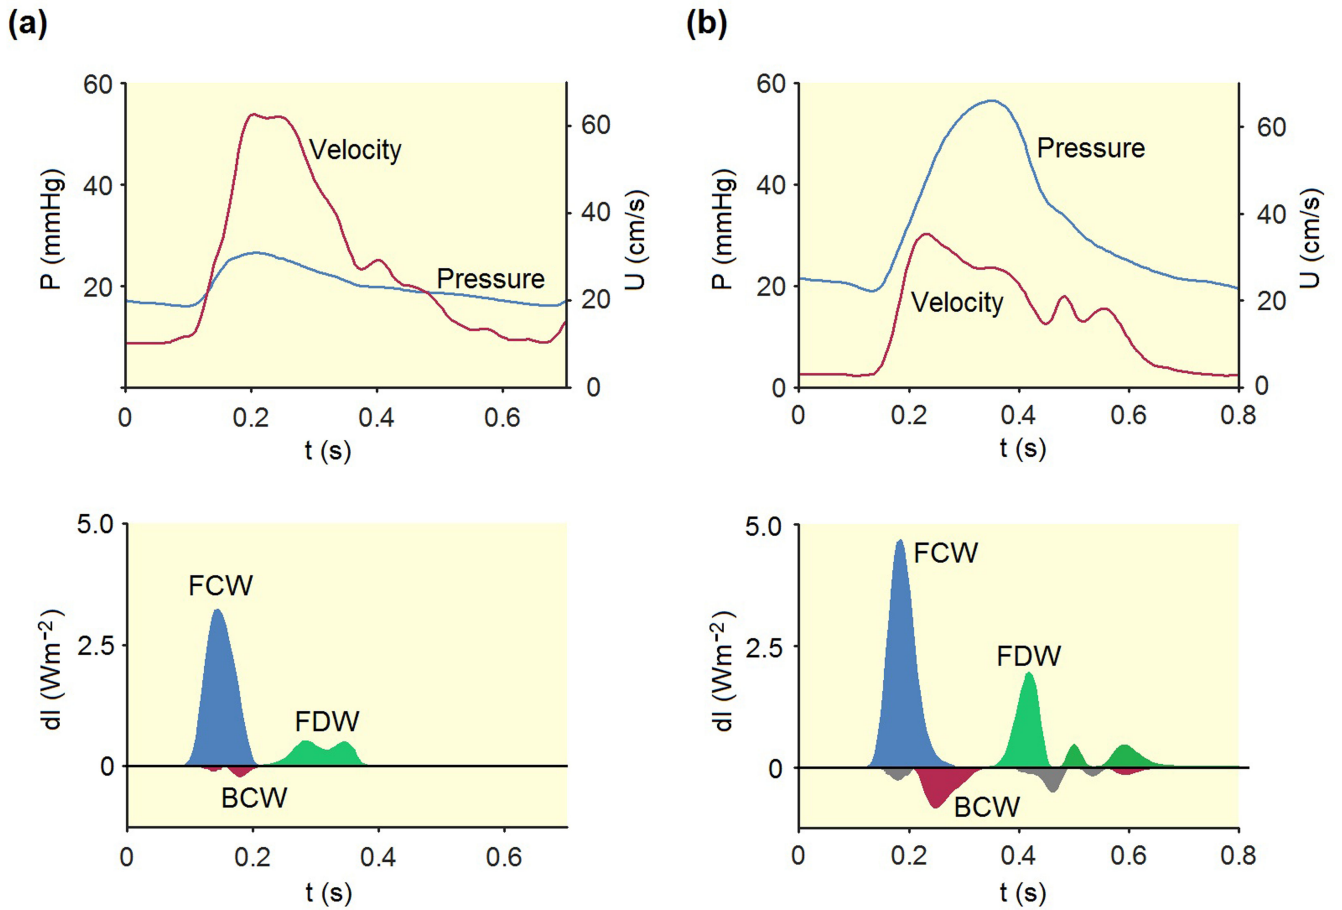 (a)
60
40
20
0
P (mmHg)
Velocity
Pressure
60
40
20
0
U (cm/s)
0
0.2
0.4
0.6
t (s)
(b)
60
40
20
0
P (mmHg)
Pressure
Velocity
60
40
20
0
U (cm/s)
0
0.2
0.4
0.6
0.8
t (s)
5.0
2.5
0
dI (Wm⁻²)
FCW
FDW
BCW
0
0.2
0.4
0.6
t (s)
5.0
2.5
0
dI (Wm⁻²)
FCW
FDW
BCW
0
0.2
0.4
0.6
0.8
t (s)